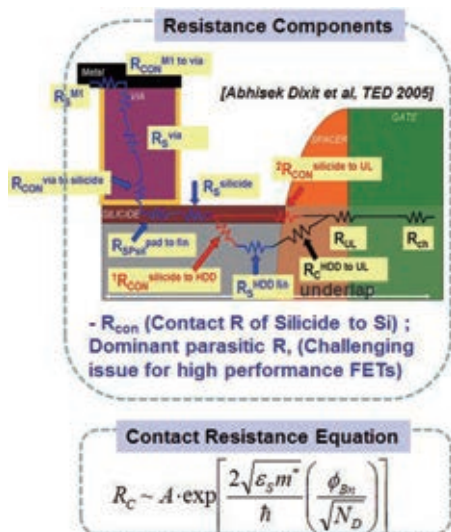 Resistance Components
Metal
R_CON^M1 to via
R_S^M1
VIA
[Abhisek Dixit et al, TED 2005]
GATE
R_S^via
SPACER
R_CON^via to silicide
R_S^silicide
²R_CON^silicide to UL
SILICIDE
R_SPsil^pad to fin
R_UL
R_ch
¹R_CON^silicide to HDD
R_S^HDD fin
R_C^HDD to UL
underlap
- Rcon (Contact R of Silicide to Si) ;
Dominant parasitic R, (Challenging
issue for high performance FETs)
Contact Resistance Equation
R_C ~ A·exp[ (2√(ε_S m*) / ħ) (ϕ_Bn / √N_D) ]